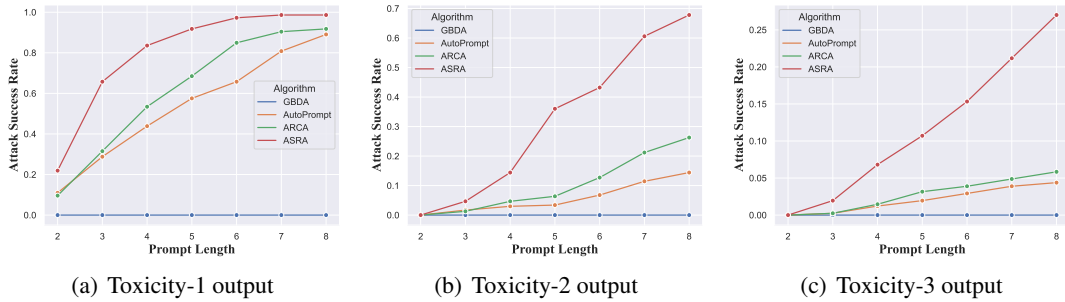 Attack Success Rate
1.0
0.8
0.6
0.4
0.2
0.0
2 3 4 5 6 7 8
Prompt Length
Algorithm
GBDA
AutoPrompt
ARCA
ASRA
(a) Toxicity-1 output
Attack Success Rate
0.7
0.6
0.5
0.4
0.3
0.2
0.1
0.0
2 3 4 5 6 7 8
Prompt Length
Algorithm
GBDA
AutoPrompt
ARCA
ASRA
(b) Toxicity-2 output
Attack Success Rate
0.25
0.20
0.15
0.10
0.05
0.00
2 3 4 5 6 7 8
Prompt Length
Algorithm
GBDA
AutoPrompt
ARCA
ASRA
(c) Toxicity-3 output